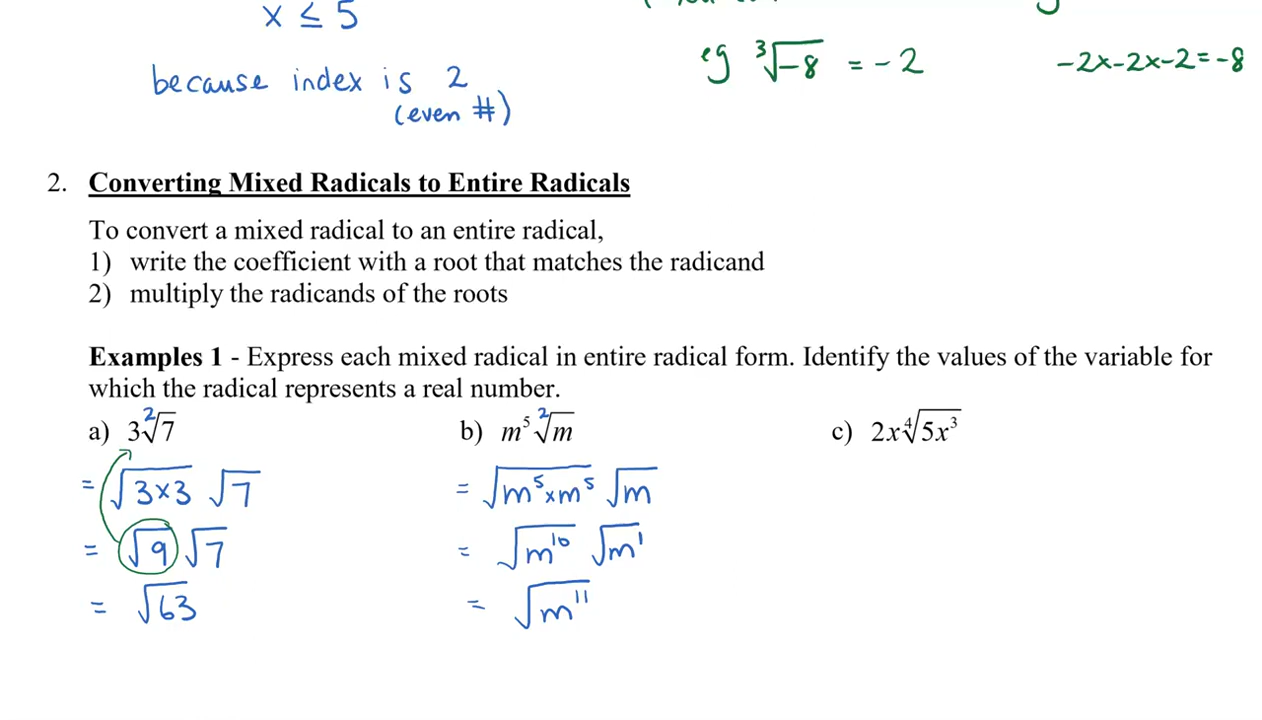 x ≤ 5
because index is 2
(even #)
eg ∛-8 = -2
-2x-2x-2=-8
2. Converting Mixed Radicals to Entire Radicals
To convert a mixed radical to an entire radical,
1) write the coefficient with a root that matches the radicand
2) multiply the radicands of the roots
Examples 1 - Express each mixed radical in entire radical form. Identify the values of the variable for
which the radical represents a real number.
a) 3²√7
= √3×3 √7
= √9 √7
= √63
b) m⁵ ²√m
= √m⁵×m⁵ √m
= √m¹⁰ √m¹
= √m¹¹
c) 2x⁴√5x³